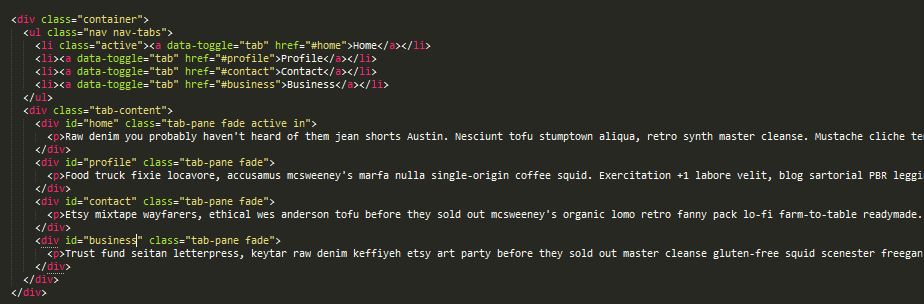 <div class="container">
<ul class="nav nav-tabs">
<li class="active"><a data-toggle="tab" href="#home">Home</a></li>
<li><a data-toggle="tab" href="#profile">Profile</a></li>
<li><a data-toggle="tab" href="#contact">Contact</a></li>
<li><a data-toggle="tab" href="#business">Business</a></li>
</ul>
<div class="tab-content">
<div id="home" class="tab-pane fade active in">
<p>Raw denim you probably haven't heard of them jean shorts Austin. Nesciunt tofu stumptown aliqua, retro synth master cleanse. Mustache cliche te
</div>
<div id="profile" class="tab-pane fade">
<p>Food truck fixie locavore, accusamus mcsweeney's marfa nulla single-origin coffee squid. Exercitation +1 labore velit, blog sartorial PBR leggi
</div>
<div id="contact" class="tab-pane fade">
<p>Etsy mixtape wayfarers, ethical wes anderson tofu before they sold out mcsweeney's organic lomo retro fanny pack lo-fi farm-to-table readymade.
</div>
<div id="business" class="tab-pane fade">
<p>Trust fund seitan letterpress, keytar raw denim keffiyeh etsy art party before they sold out master cleanse gluten-free squid scenester freegan
</div>
</div>
</div>